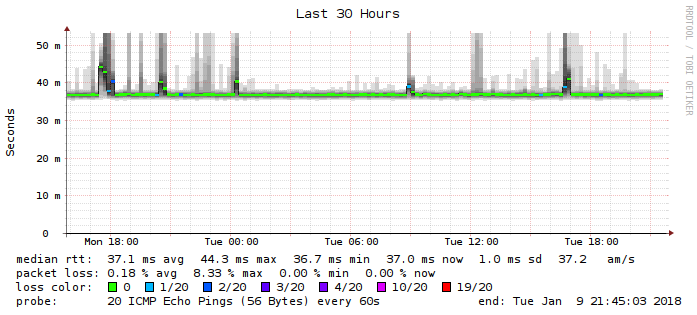 Last 30 Hours
RRDTOOL / TOBI OETIKER
Seconds
50 m
40 m
30 m
20 m
10 m
0
Mon 18:00 Tue 00:00 Tue 06:00 Tue 12:00 Tue 18:00
median rtt: 37.1 ms avg 44.3 ms max 36.7 ms min 37.0 ms now 1.0 ms sd 37.2 am/s
packet loss: 0.18 % avg 8.33 % max 0.00 % min 0.00 % now
loss color: 0 1/20 2/20 3/20 4/20 10/20 19/20
probe: 20 ICMP Echo Pings (56 Bytes) every 60s end: Tue Jan 9 21:45:03 2018